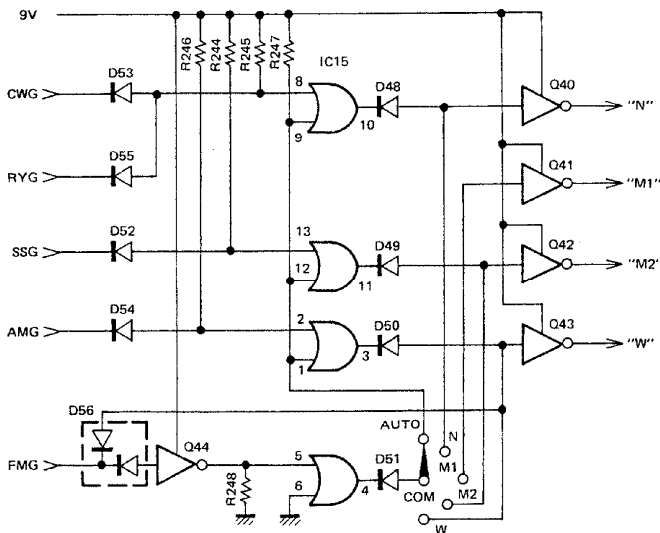 9V
R246
R244
R245
R247
IC15
D53
CWG
8
9
10
D48
Q40
"N"
D55
RYG
Q41
"M1"
D52
SSG
13
12
11
D49
Q42
"M2'
D54
AMG
2
1
3
D50
Q43
"W"
D56
FMG
Q44
R248
5
6
4
D51
AUTO
COM
N
M1
M2
W